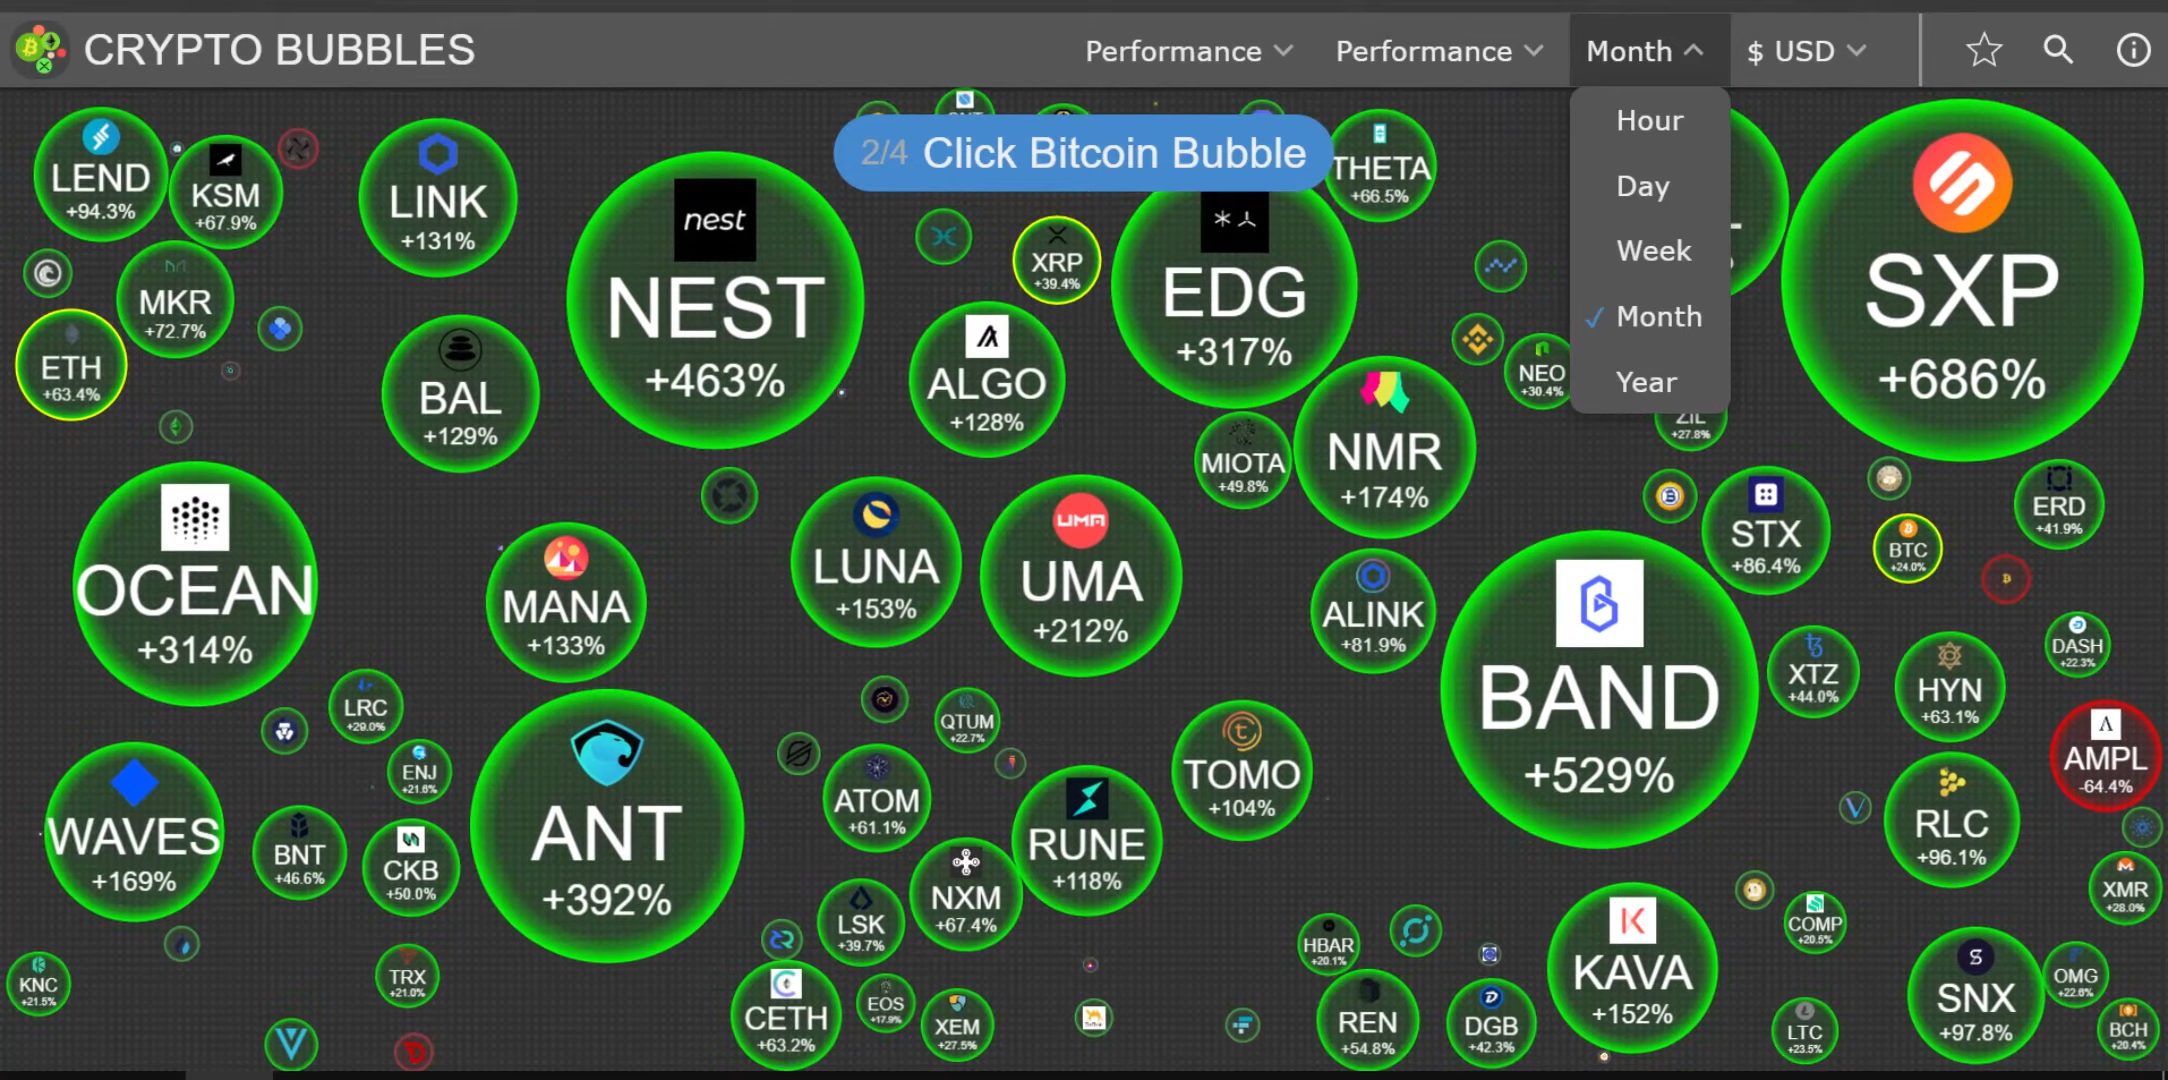 CRYPTO BUBBLES
Performance
Performance
Month
$ USD
Hour
Day
Week
Month
Year
2/4 Click Bitcoin Bubble
LEND
+94.3%
KSM
+67.9%
LINK
+131%
nest
NEST
+463%
XRP
+39.4%
EDG
+317%
THETA
+66.5%
SXP
+686%
MKR
+72.7%
ETH
+63.4%
BAL
+129%
ALGO
+128%
NEO
+30.4%
ZIL
+27.8%
MIOTA
+49.8%
NMR
+174%
OCEAN
+314%
MANA
+133%
LUNA
+153%
UMA
UMA
+212%
ALINK
+81.9%
STX
+86.4%
BTC
+24.0%
ERD
+41.9%
BAND
+529%
XTZ
+44.0%
HYN
+63.1%
DASH
+22.3%
AMPL
-64.4%
LRC
+29.0%
ENJ
+21.6%
WAVES
+169%
BNT
+46.6%
CKB
+50.0%
ANT
+392%
QTUM
+22.7%
ATOM
+61.1%
RUNE
+118%
TOMO
+104%
RLC
+96.1%
XMR
+28.0%
NXM
+67.4%
LSK
+39.7%
HBAR
+20.1%
KAVA
+152%
COMP
+20.5%
KNC
+21.5%
TRX
+21.0%
CETH
+63.2%
EOS
+17.9%
XEM
+27.5%
REN
+54.8%
DGB
+42.3%
LTC
+23.5%
SNX
+97.8%
OMG
+22.6%
BCH
+20.4%